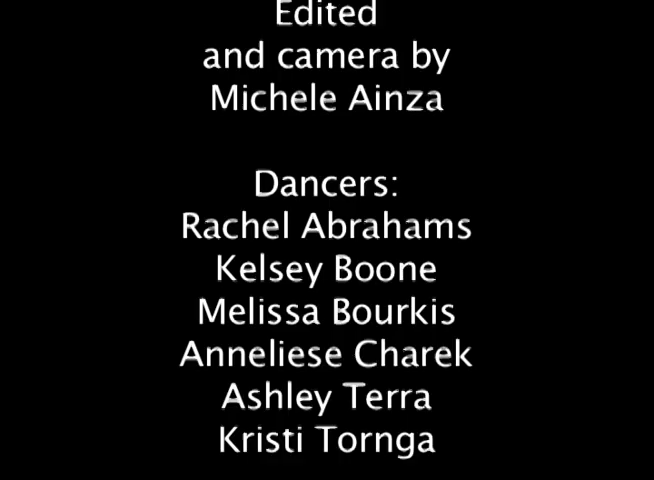 Edited
and camera by
Michele Ainza
Dancers:
Rachel Abrahams
Kelsey Boone
Melissa Bourkis
Anneliese Charek
Ashley Terra
Kristi Tornga